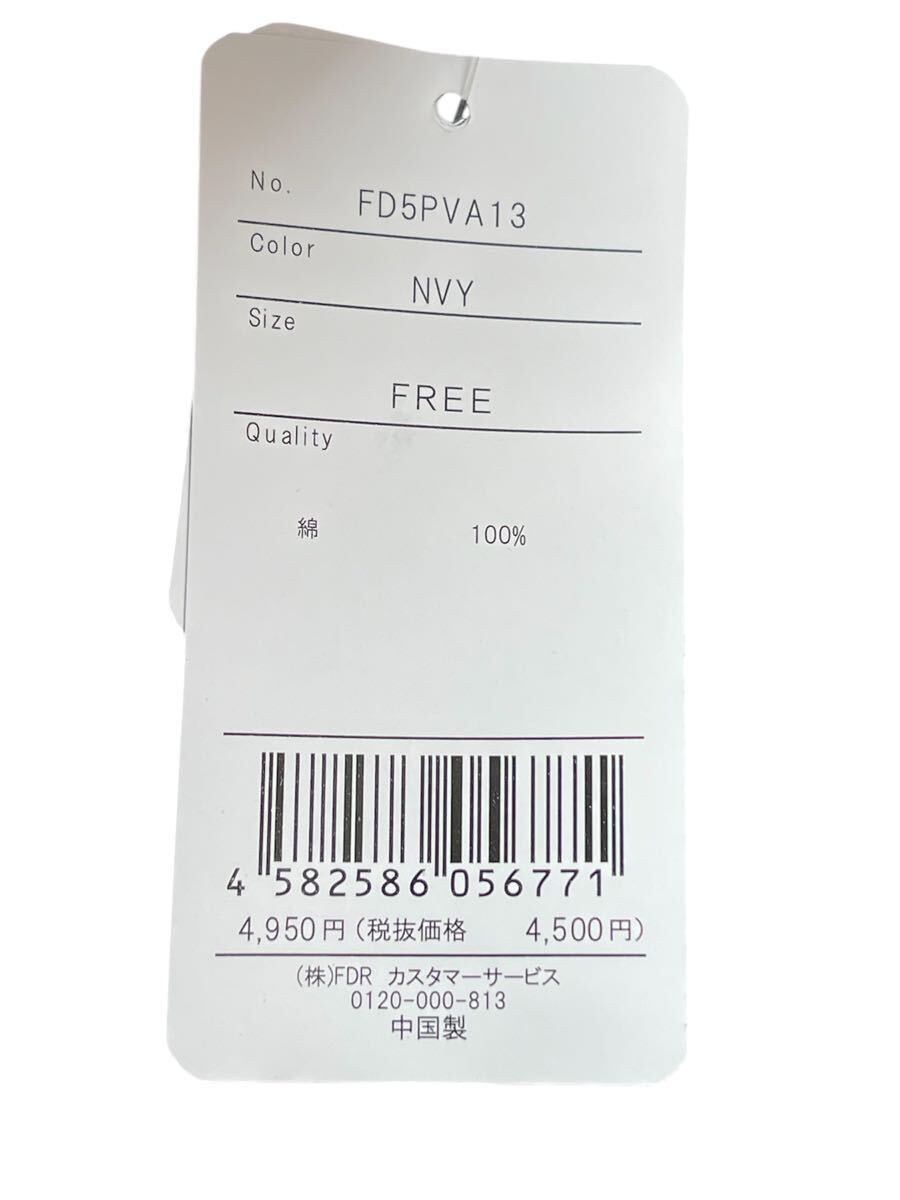 No.
FD5PVA13
Color
NVY
Size
FREE
Quality
綿 100%
4 582586 056771
4,950円(税抜価格 4,500円)
(株)FDR カスタマーサービス
0120-000-813
中国製